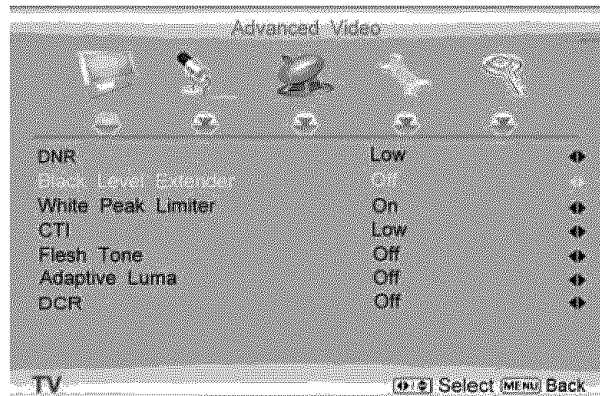 Advanced Video
DNR Low
Black Level Extender Off
White Peak Limiter On
CTI Low
Flesh Tone Off
Adaptive Luma Off
DCR Off
TV Select MENU Back